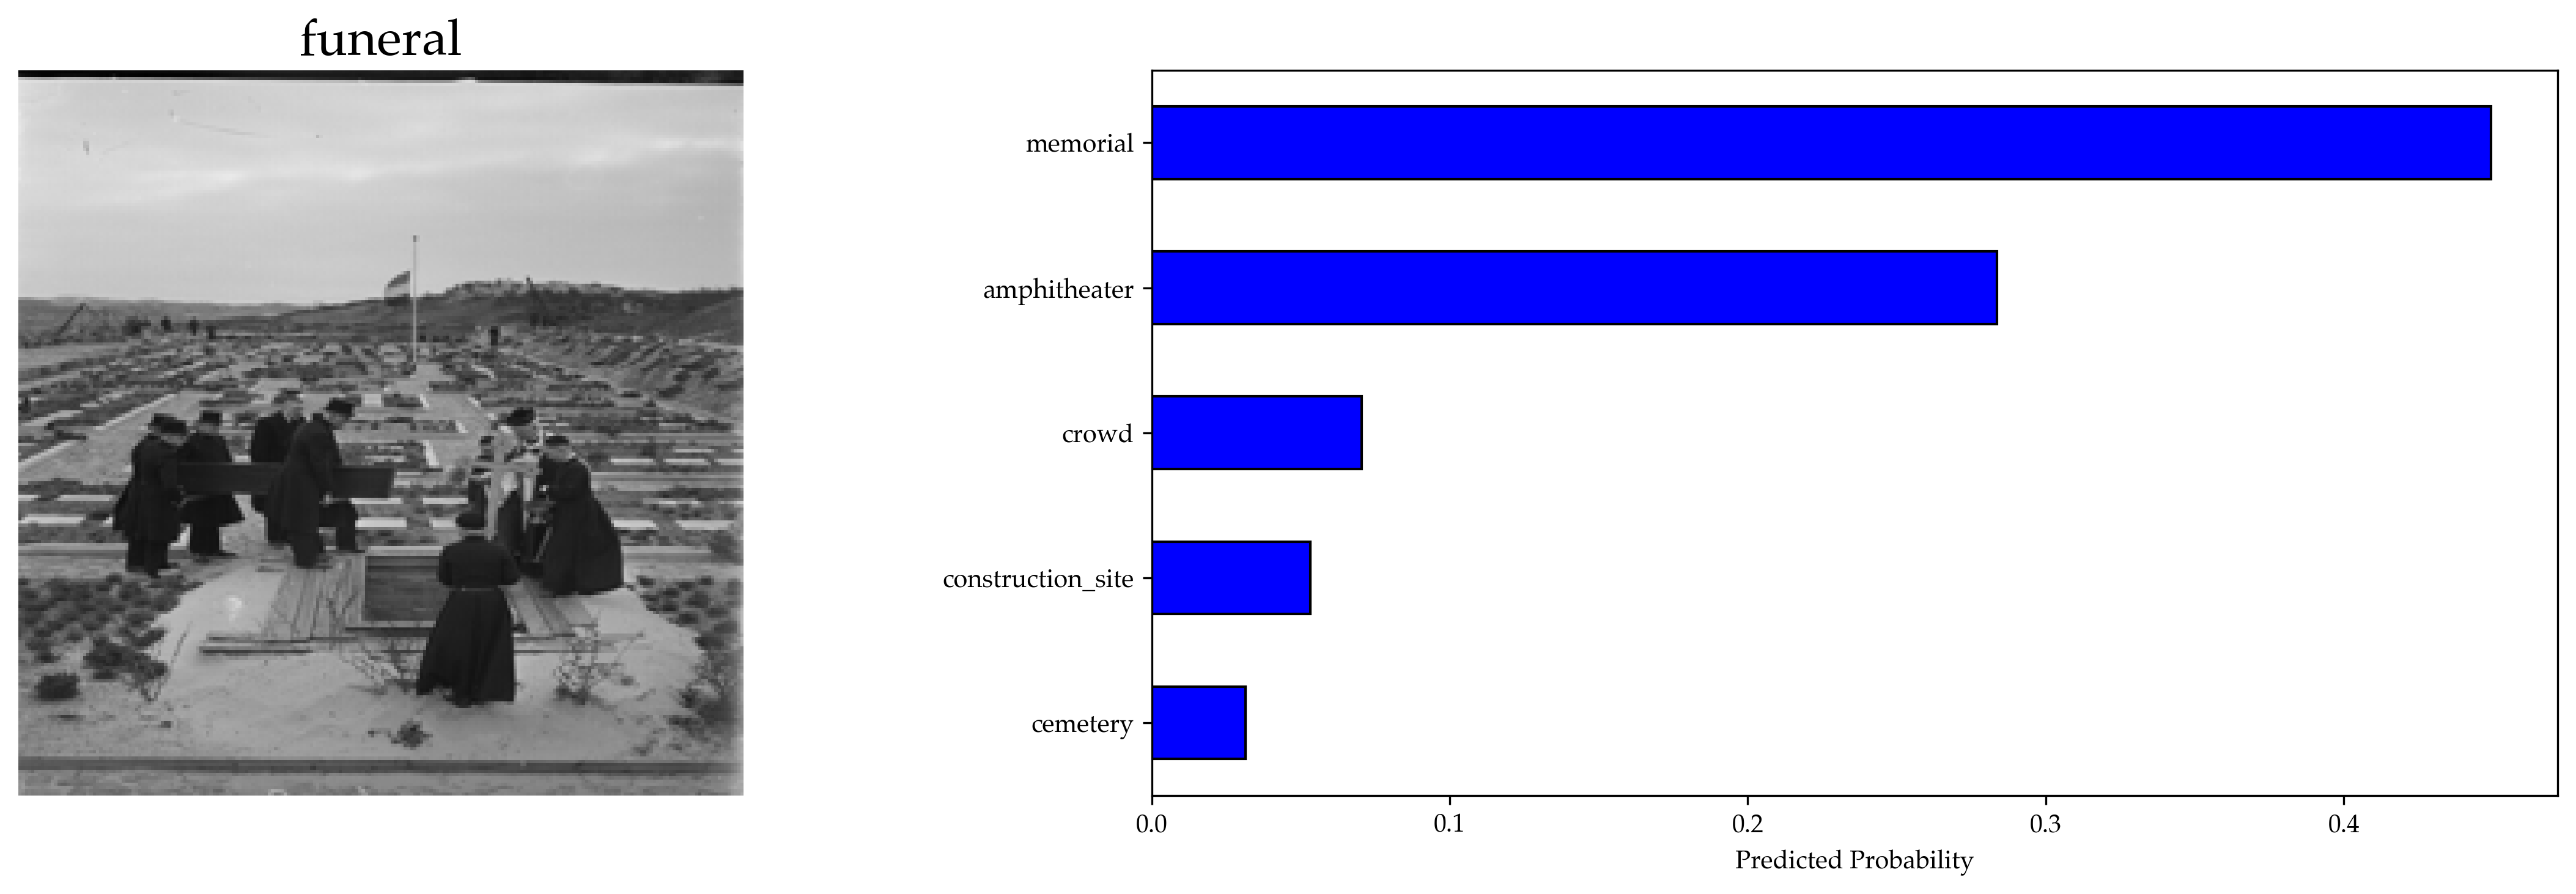 funeral
memorial
amphitheater
crowd
construction_site
cemetery
0.0 0.1 0.2 0.3 0.4
Predicted Probability